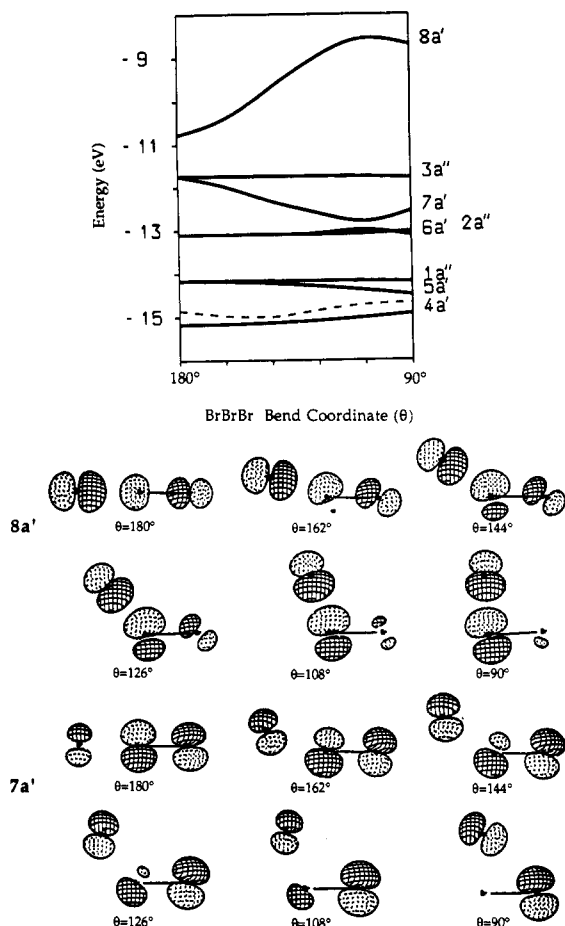 8a'
- 9
- 11
3a"
7a'
2a"
- 13
6a'
1a"
5a'
4a'
- 15
Energy (eV)
180° 90°
BrBrBr Bend Coordinate (θ)
8a'
θ=180° θ=162° θ=144°
θ=126° θ=108° θ=90°
7a'
θ=180° θ=162° θ=144°
θ=126° θ=108° θ=90°